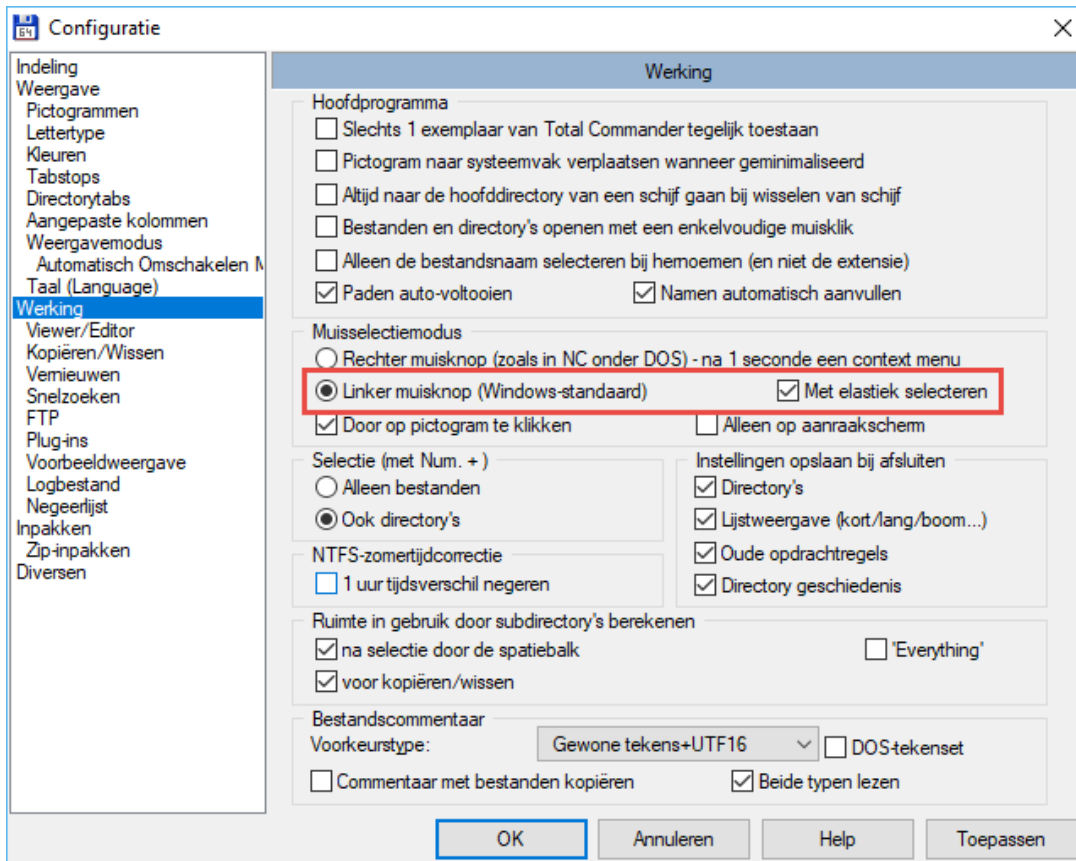 Configuratie
Indeling
Weergave
Pictogrammen
Lettertype
Kleuren
Tabstops
Directorytabs
Aangepaste kolommen
Weergavemodus
Automatisch Omschakelen M
Taal (Language)
Werking
Viewer/Editor
Kopiëren/Wissen
Vernieuwen
Snelzoeken
FTP
Plug-ins
Voorbeeldweergave
Logbestand
Negeerlijst
Inpakken
Zip-inpakken
Diversen
Werking
Hoofdprogramma
Slechts 1 exemplaar van Total Commander tegelijk toestaan
Pictogram naar systeemvak verplaatsen wanneer geminimaliseerd
Altijd naar de hoofddirectory van een schijf gaan bij wisselen van schijf
Bestanden en directory's openen met een enkelvoudige muisklik
Alleen de bestandsnaam selecteren bij hernoemen (en niet de extensie)
Paden auto-voltooien Namen automatisch aanvullen
Muisselectiemodus
Rechter muisknop (zoals in NC onder DOS) - na 1 seconde een context menu
Linker muisknop (Windows-standaard) Met elastiek selecteren
Door op pictogram te klikken Alleen op aanraakscherm
Selectie (met Num. + )
Alleen bestanden
Ook directory's
NTFS-zomertijdcorrectie
1 uur tijdsverschil negeren
Instellingen opslaan bij afsluiten
Directory's
Lijstweergave (kort/lang/boom...)
Oude opdrachtregels
Directory geschiedenis
Ruimte in gebruik door subdirectory's berekenen
na selectie door de spatiebalk "Everything"
voor kopiëren/wissen
Bestandscommentaar
Voorkeurstype: Gewone tekens+UTF16 DOS-tekenset
Commentaar met bestanden kopiëren Beide typen lezen
OK Annuleren Help Toepassen